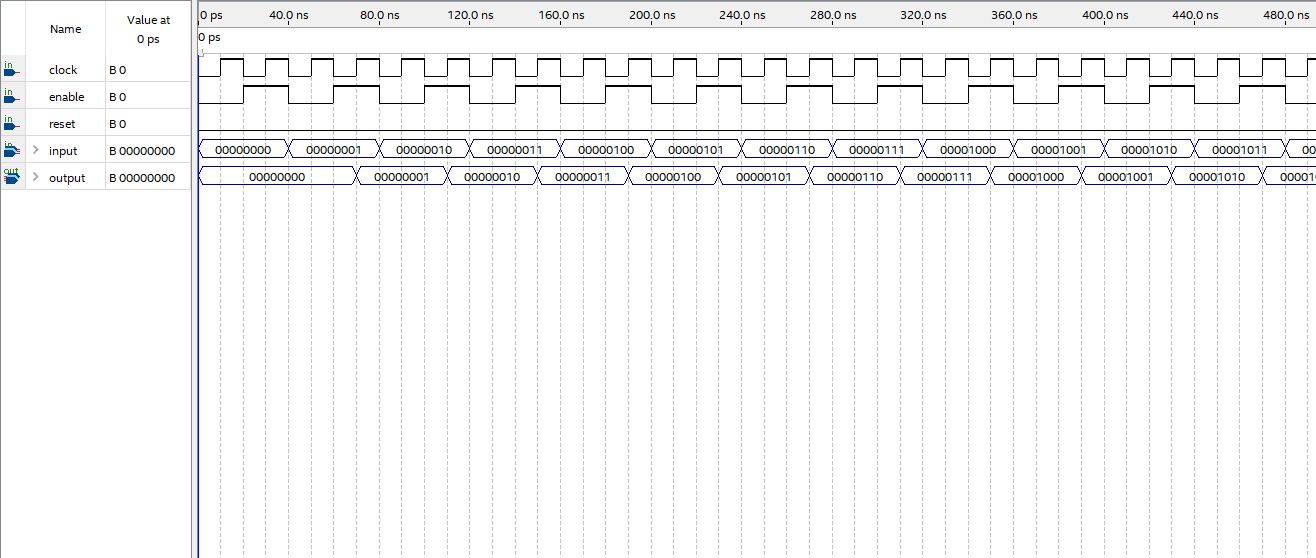 Name
Value at
0 ps
0 ps 40.0 ns 80.0 ns 120.0 ns 160.0 ns 200.0 ns 240.0 ns 280.0 ns 320.0 ns 360.0 ns 400.0 ns 440.0 ns 480.0 ns
0 ps
in clock B 0
in enable B 0
in reset B 0
in input B 00000000 00000000 00000001 00000010 00000011 00000100 00000101 00000110 00000111 00001000 00001001 00001010 00001011 00
out output B 00000000 00000000 00000001 00000010 00000011 00000100 00000101 00000110 00000111 00001000 00001001 00001010 00001